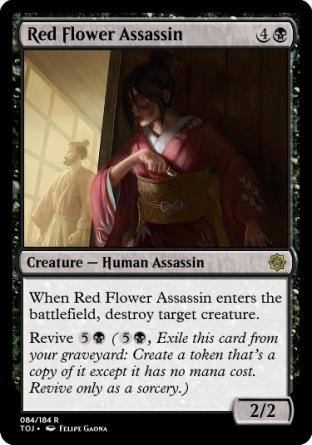 Red Flower Assassin 4
Creature — Human Assassin
When Red Flower Assassin enters the
battlefield, destroy target creature.
Revive 5 ( 5 , Exile this card from
your graveyard: Create a token that's a
copy of it except it has no mana cost.
Revive only as a sorcery.)
084/184 R
TOJ • Felipe Gaona
2/2